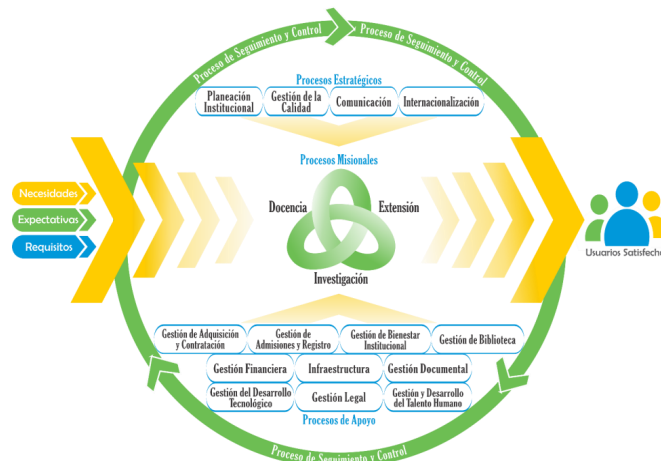 Proceso de Seguimiento y Control
Proceso de Seguimiento y Control
Procesos Estratégicos
Planeación
Institucional
Gestión de la
Calidad
Comunicación
Internacionalización
Procesos Misionales
Necesidades
Expectativas
Requisitos
Docencia
Extensión
Investigación
Usuarios Satisfecho
Gestión de Adquisición
y Contratación
Gestión de
Admisiones y Registro
Gestión de Bienestar
Institucional
Gestión de Biblioteca
Gestión Financiera
Infraestructura
Gestión Documental
Gestión del Desarrollo
Tecnológico
Gestión Legal
Gestión y Desarrollo
del Talento Humano
Procesos de Apoyo
Proceso de Seguimiento y Control